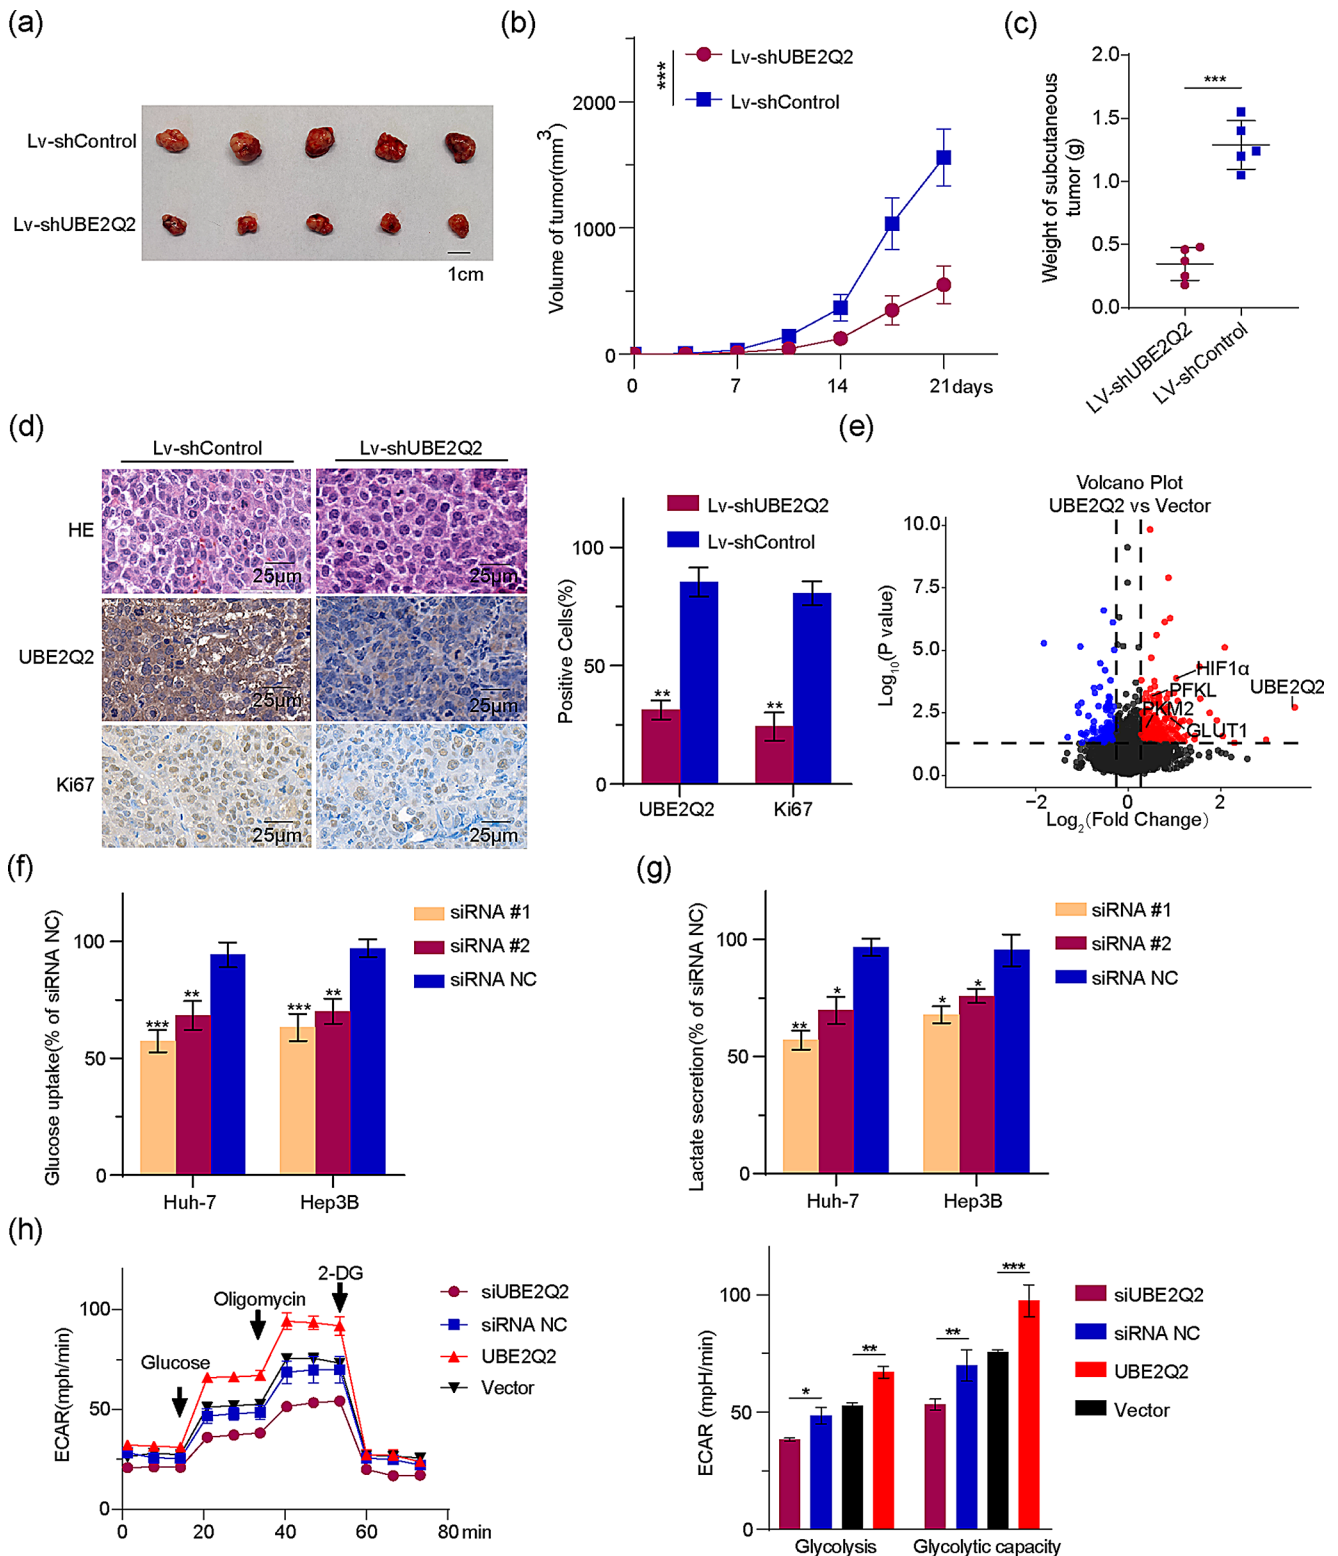 (a)
Lv-shControl
Lv-shUBE2Q2
1cm
(b)
Lv-shUBE2Q2
Lv-shControl
***
Volume of tumor(mm3)
2000
1000
0
0 7 14 21 days
(c)
Weight of subcutaneous
tumor (g)
2.0
1.5
1.0
0.5
0.0
***
LV-shUBE2Q2
LV-shControl
(d)
Lv-shControl Lv-shUBE2Q2
HE
25μm 25μm
UBE2Q2
25μm 25μm
Ki67
25μm 25μm
Lv-shUBE2Q2
Lv-shControl
Positive Cells(%)
100
50
0
** **
UBE2Q2 Ki67
(e)
Volcano Plot
UBE2Q2 vs Vector
Log10(P value)
10.0
7.5
5.0
2.5
0.0
HIF1α
PFKL
UBE2Q2
PKM2
GLUT1
−2 0 2
Log2(Fold Change)
(f)
Glucose uptake(% of siRNA NC)
100
50
0
siRNA #1
siRNA #2
siRNA NC
*** ** *** **
Huh-7 Hep3B
(g)
Lactate secretion(% of siRNA NC)
100
50
0
siRNA #1
siRNA #2
siRNA NC
** * * *
Huh-7 Hep3B
(h)
ECAR(mph/min)
100
50
0
Glucose
Oligomycin
2-DG
siUBE2Q2
siRNA NC
UBE2Q2
Vector
0 20 40 60 80 min
ECAR (mpH/min)
100
50
0
* ** ** ***
siUBE2Q2
siRNA NC
UBE2Q2
Vector
Glycolysis Glycolytic capacity